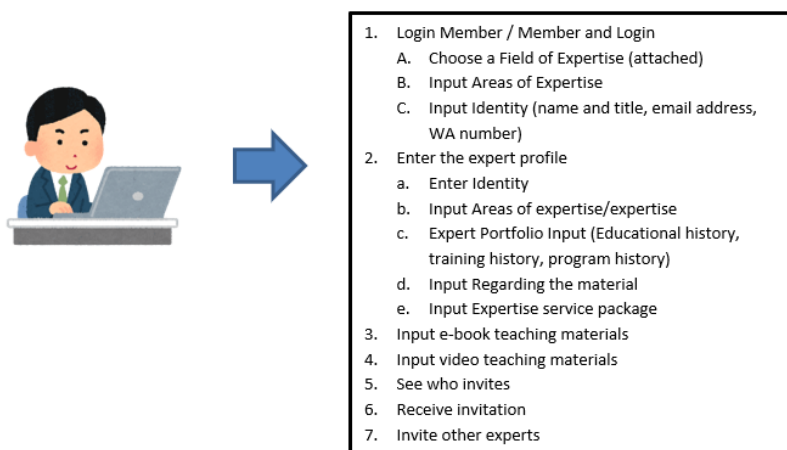 1. Login Member / Member and Login
A. Choose a Field of Expertise (attached)
B. Input Areas of Expertise
C. Input Identity (name and title, email address,
WA number)
2. Enter the expert profile
a. Enter Identity
b. Input Areas of expertise/expertise
c. Expert Portfolio Input (Educational history,
training history, program history)
d. Input Regarding the material
e. Input Expertise service package
3. Input e-book teaching materials
4. Input video teaching materials
5. See who invites
6. Receive invitation
7. Invite other experts